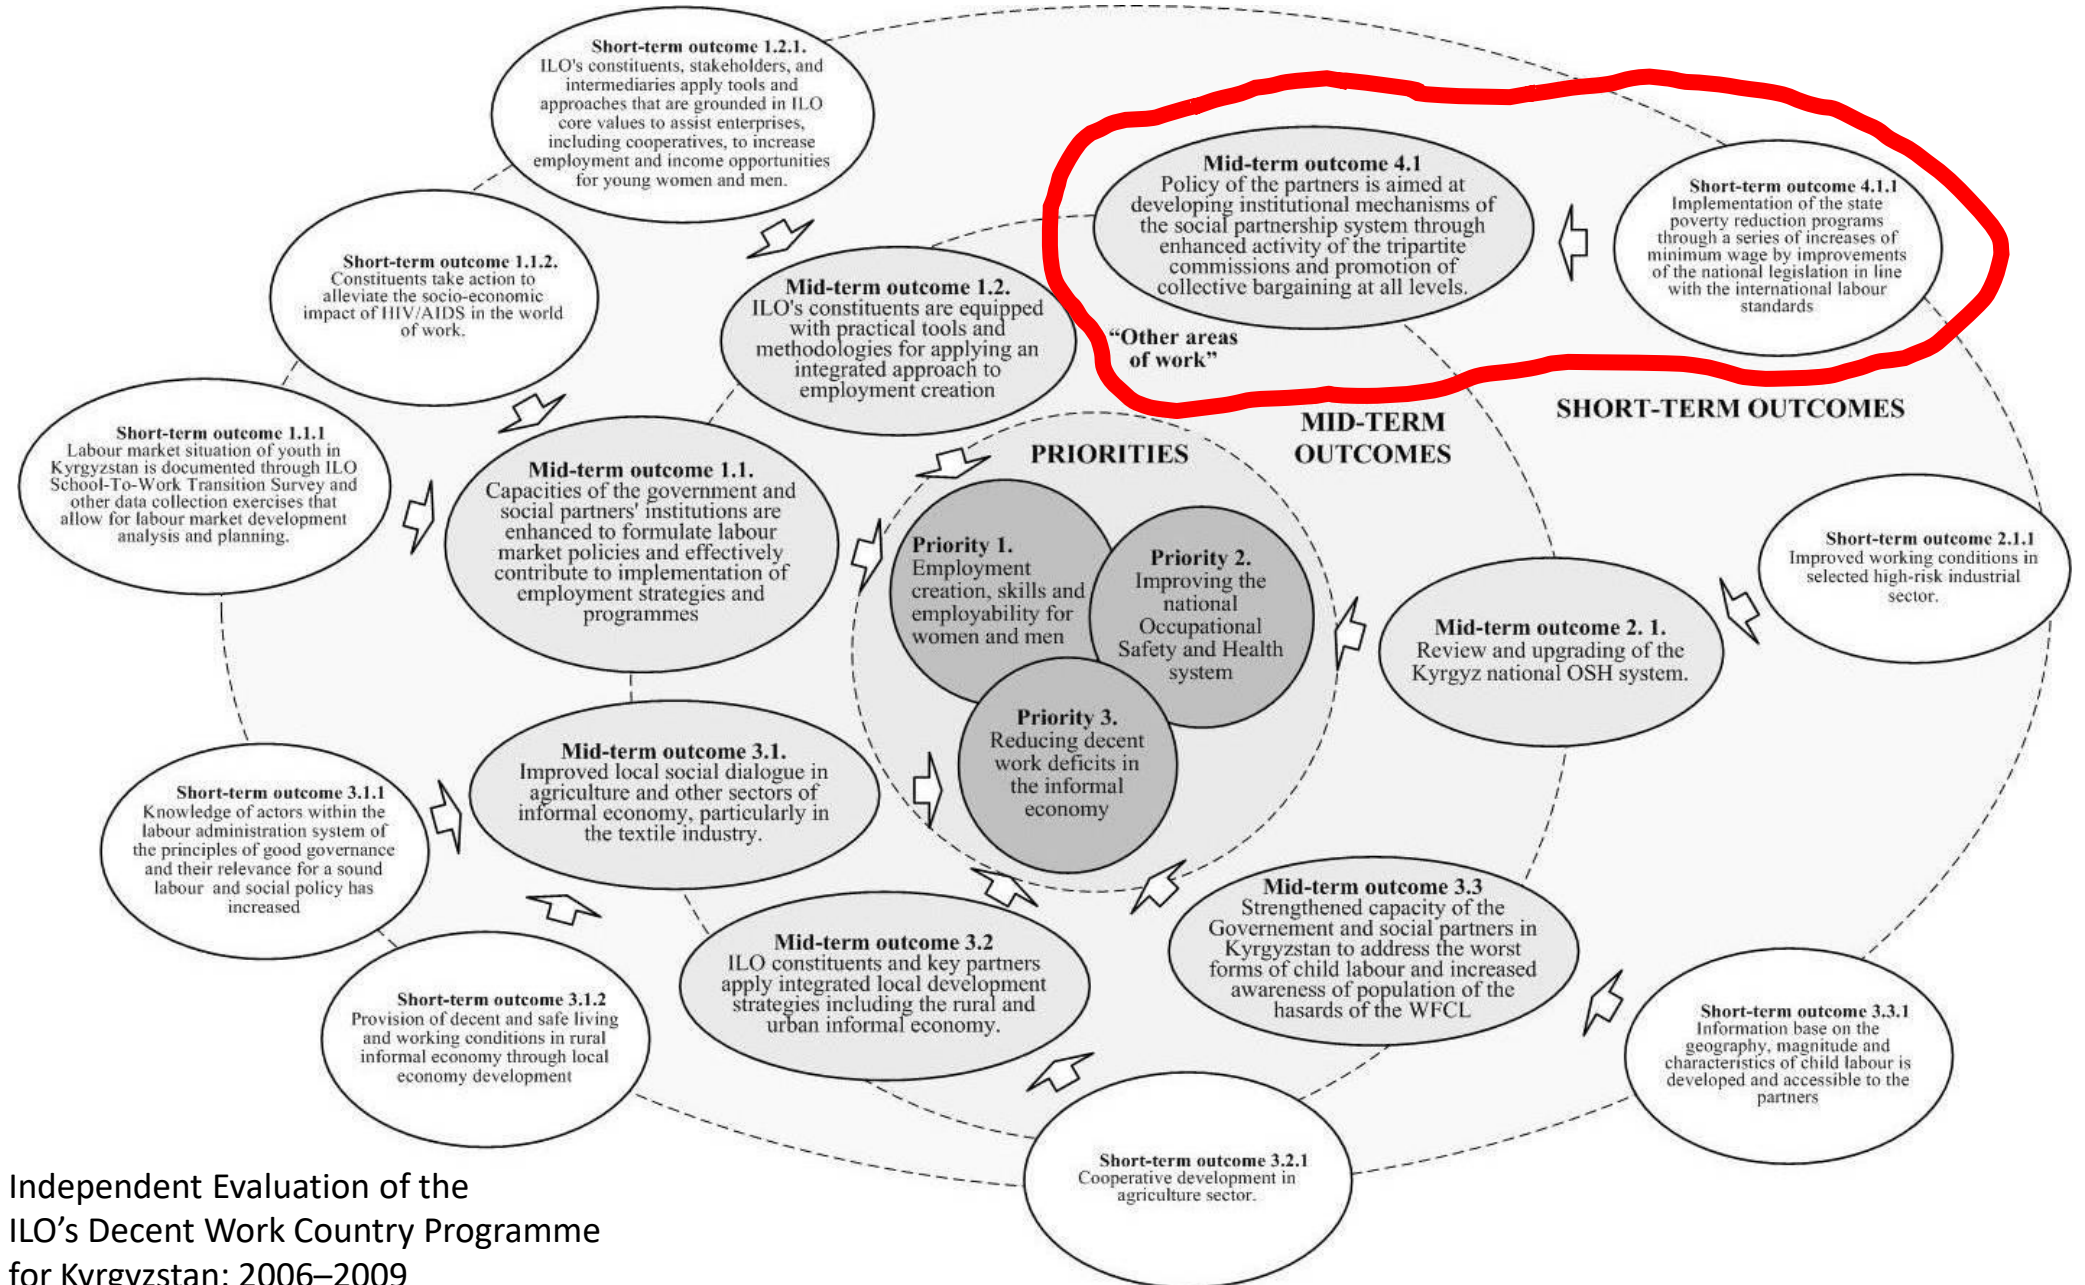 Short-term outcome 1.2.1.
ILO's constituents, stakeholders, and
intermediaries apply tools and
approaches that are grounded in ILO
core values to assist enterprises,
including cooperatives, to increase
employment and income opportunities
for young women and men.
Mid-term outcome 4.1
Policy of the partners is aimed at
developing institutional mechanisms of
the social partnership system through
enhanced activity of the tripartite
commissions and promotion of
collective bargaining at all levels.
Short-term outcome 4.1.1
Implementation of the state
poverty reduction programs
through a series of increases of
minimum wage by improvements
of the national legislation in line
with the international labour
standards
Short-term outcome 1.1.2.
Constituents take action to
alleviate the socio-economic
impact of HIV/AIDS in the world
of work.
Mid-term outcome 1.2.
ILO's constituents are equipped
with practical tools and
methodologies for applying an
integrated approach to
employment creation
“Other areas
of work”
Short-term outcome 1.1.1
Labour market situation of youth in
Kyrgyzstan is documented through ILO
School-To-Work Transition Survey and
other data collection exercises that
allow for labour market development
analysis and planning.
Mid-term outcome 1.1.
Capacities of the government and
social partners' institutions are
enhanced to formulate labour
market policies and effectively
contribute to implementation of
employment strategies and
programmes
PRIORITIES
MID-TERM
OUTCOMES
SHORT-TERM OUTCOMES
Priority 1.
Employment
creation, skills and
employability for
women and men
Priority 2.
Improving the
national
Occupational
Safety and Health
system
Priority 3.
Reducing decent
work deficits in
the informal
economy
Mid-term outcome 2. 1.
Review and upgrading of the
Kyrgyz national OSH system.
Short-term outcome 2.1.1
Improved working conditions in
selected high-risk industrial
sector.
Mid-term outcome 3.1.
Improved local social dialogue in
agriculture and other sectors of
informal economy, particularly in
the textile industry.
Short-term outcome 3.1.1
Knowledge of actors within the
labour administration system of
the principles of good governance
and their relevance for a sound
labour and social policy has
increased
Short-term outcome 3.1.2
Provision of decent and safe living
and working conditions in rural
informal economy through local
economy development
Mid-term outcome 3.2
ILO constituents and key partners
apply integrated local development
strategies including the rural and
urban informal economy.
Mid-term outcome 3.3
Strengthened capacity of the
Governement and social partners in
Kyrgyzstan to address the worst
forms of child labour and increased
awareness of population of the
hasards of the WFCL
Short-term outcome 3.3.1
Information base on the
geography, magnitude and
characteristics of child labour is
developed and accessible to the
partners
Short-term outcome 3.2.1
Cooperative development in
agriculture sector.
Independent Evaluation of the
ILO’s Decent Work Country Programme
for Kyrgyzstan: 2006–2009